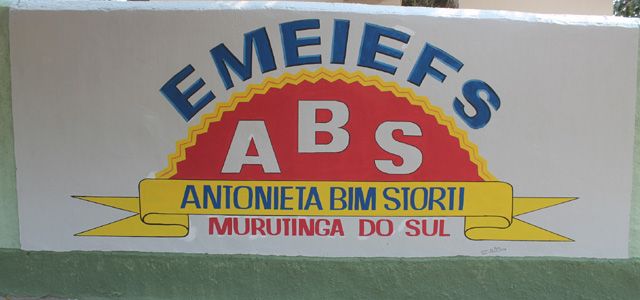 EMEIEFS
ABS
ANTONIETA BIM STORTI
MURUTINGA DO SUL